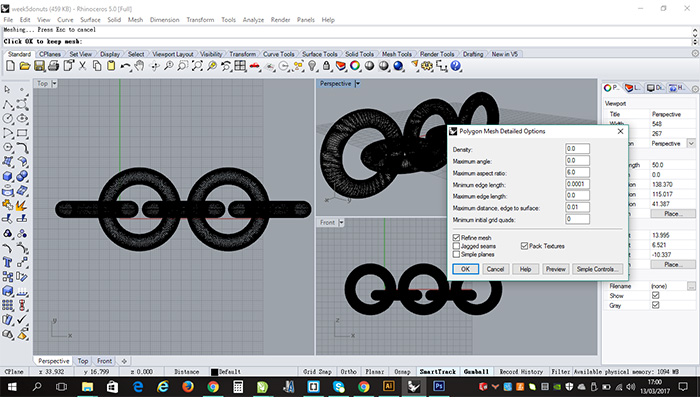 week5donuts (459 KB) - Rhinoceros 5.0 [Full]
File Edit View Curve Surface Solid Mesh Dimension Transform Tools Analyze Render Panels Help
Meshing... Press Enc to cancel
Click OK to keep mesh:
Standard CPlanes Set View Display Select Viewport Layout Visibility Transform Curve Tools Surface Tools Solid Tools Mesh Tools Render Tools Drafting New in V5
Top
Perspective
P... L... Di... H...
Viewport
Title Perspective
Width 548
267
Perspective
Polygon Mesh Detailed Options
Density: 0.0
Maximum angle: 0.0
Maximum aspect ratio: 6.0
Minimum edge length: 0.0001
Maximum edge length: 0.0
Maximum distance, edge to surface: 0.01
Minimum initial grid quads: 0
Refine mesh
Jagged seams Pack Textures
Simple planes
OK Cancel Help Preview Simple Controls...
50.0
138.370
115.017
41.387
Place...
13.995
6.521
-10.337
Place...
Filename (none) ...
Show
Gray
Front
y x
z x
Perspective Top Front
CPlane x 33.932 y 16.799 z 0.000 Distance Default Grid Snap Ortho Planar Osnap SmartTrack Gumball Record History Filter Available physical memory: 1094 MB
Ai Ps
17:00
13/03/2017